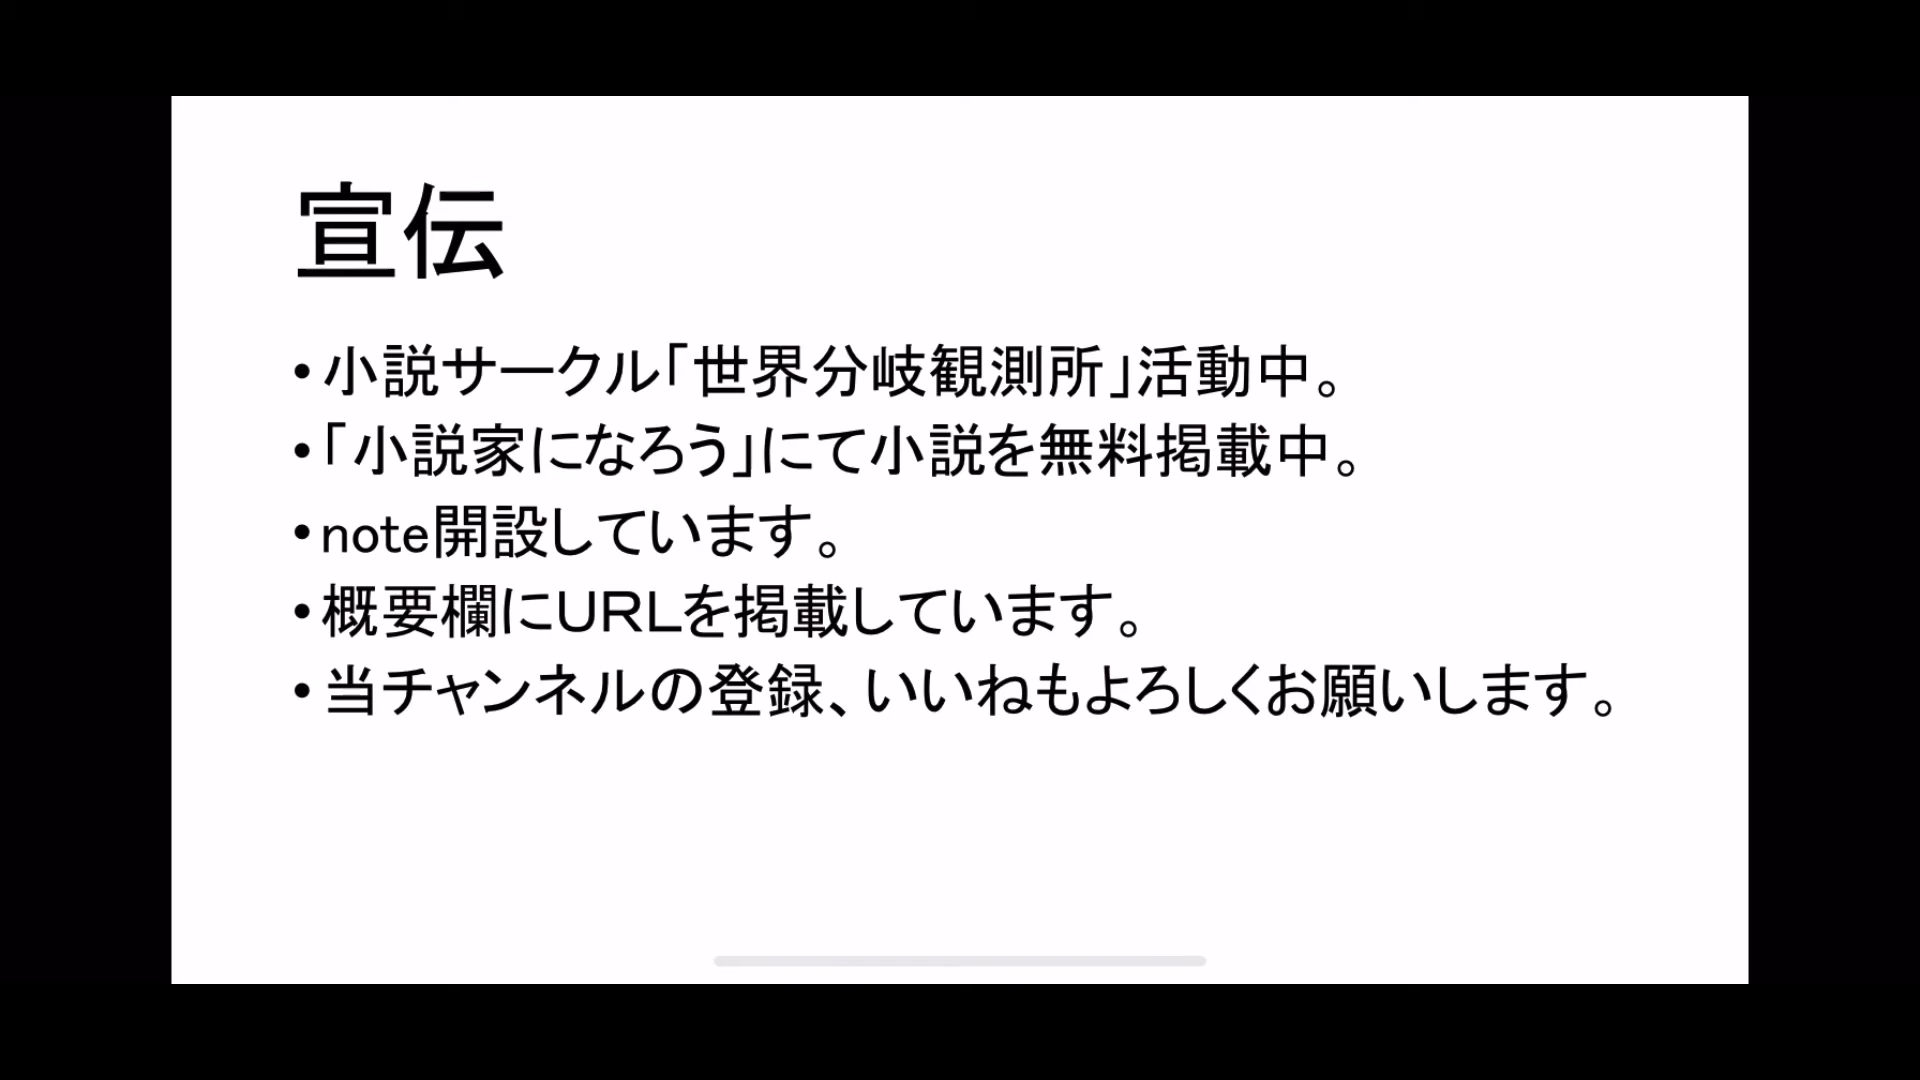 宣伝
•小説サークル「世界分岐観測所」活動中。
•「小説家になろう」にて小説を無料掲載中。
•note開設しています。
•概要欄にURLを掲載しています。
•当チャンネルの登録、いいねもよろしくお願いします。